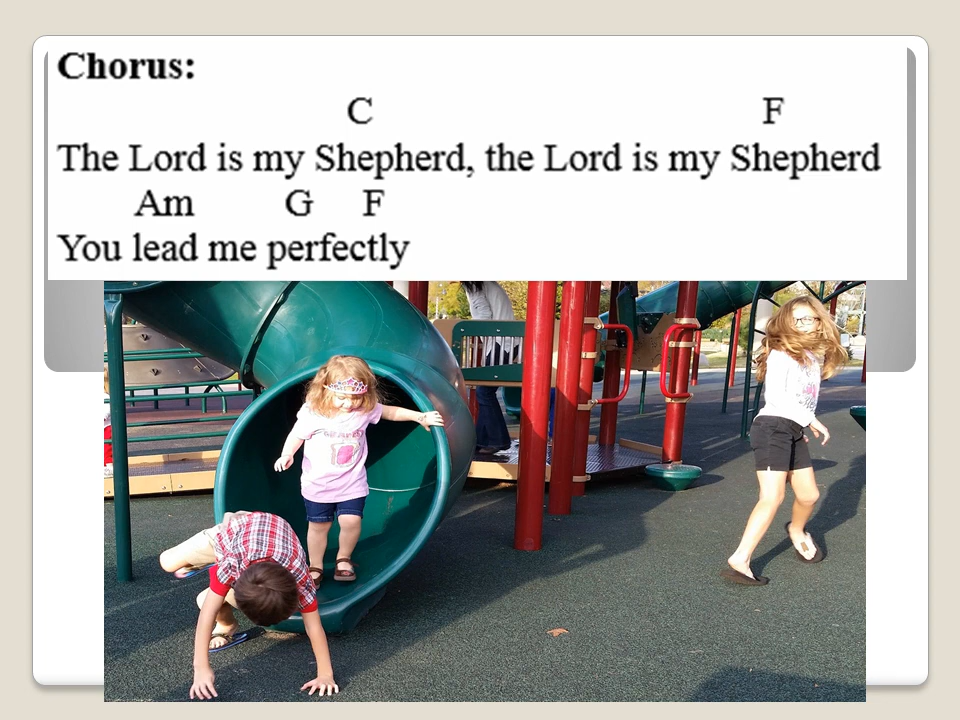 Chorus:
C F
The Lord is my Shepherd, the Lord is my Shepherd
Am G F
You lead me perfectly